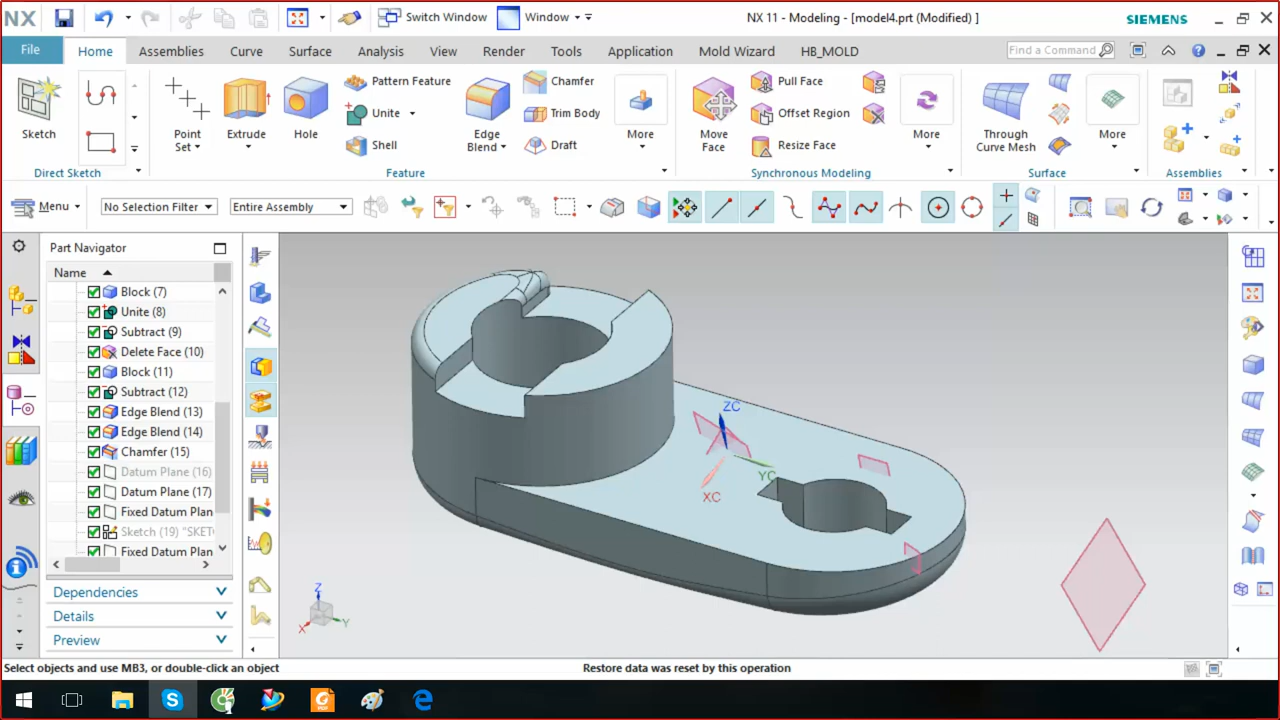 NX Switch Window Window NX 11 - Modeling - [model4.prt (Modified) ] SIEMENS
File Home Assemblies Curve Surface Analysis View Render Tools Application Mold Wizard HB_MOLD Find a Command
Pattern Feature Chamfer Pull Face
Unite Trim Body Offset Region
Sketch Point Set Extrude Hole Edge Blend More Move Face More Through Curve Mesh More
Shell Draft Resize Face
Direct Sketch Feature Synchronous Modeling Surface Assemblies
Menu No Selection Filter Entire Assembly
Part Navigator
Name
Block (7)
Unite (8)
Subtract (9)
Delete Face (10)
Block (11)
Subtract (12)
Edge Blend (13)
Edge Blend (14)
Chamfer (15)
Datum Plane (16)
Datum Plane (17)
Fixed Datum Plan
Sketch (19) "SKET
Fixed Datum Plan
Dependencies
Details
Preview
ZC
YC
XC
Z
X
Y
Select objects and use MB3, or double-click an object Restore data was reset by this operation